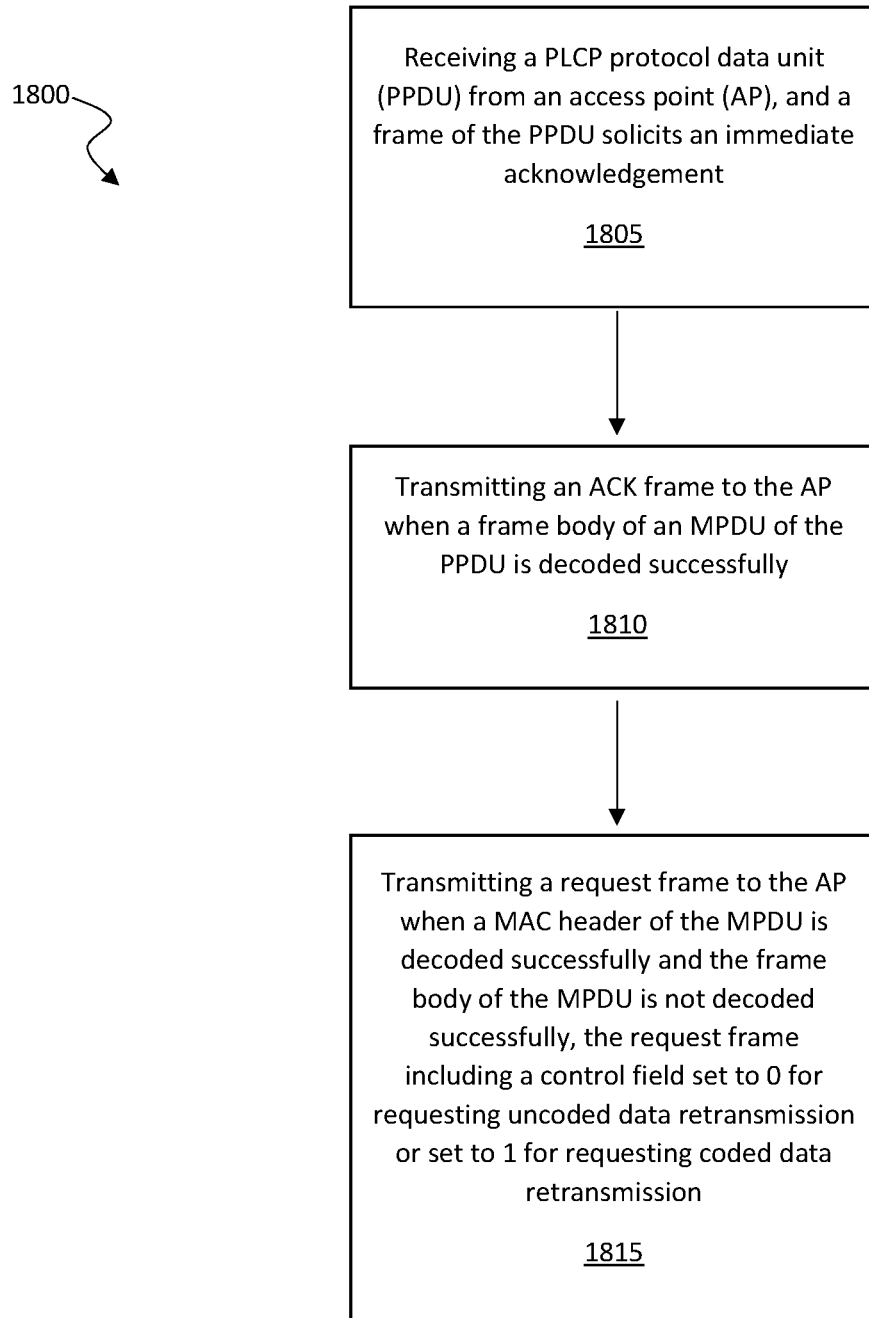 1800
Receiving a PLCP protocol data unit
(PPDU) from an access point (AP), and a
frame of the PPDU solicits an immediate
acknowledgement
1805
Transmitting an ACK frame to the AP
when a frame body of an MPDU of the
PPDU is decoded successfully
1810
Transmitting a request frame to the AP
when a MAC header of the MPDU is
decoded successfully and the frame
body of the MPDU is not decoded
successfully, the request frame
including a control field set to 0 for
requesting uncoded data retransmission
or set to 1 for requesting coded data
retransmission
1815